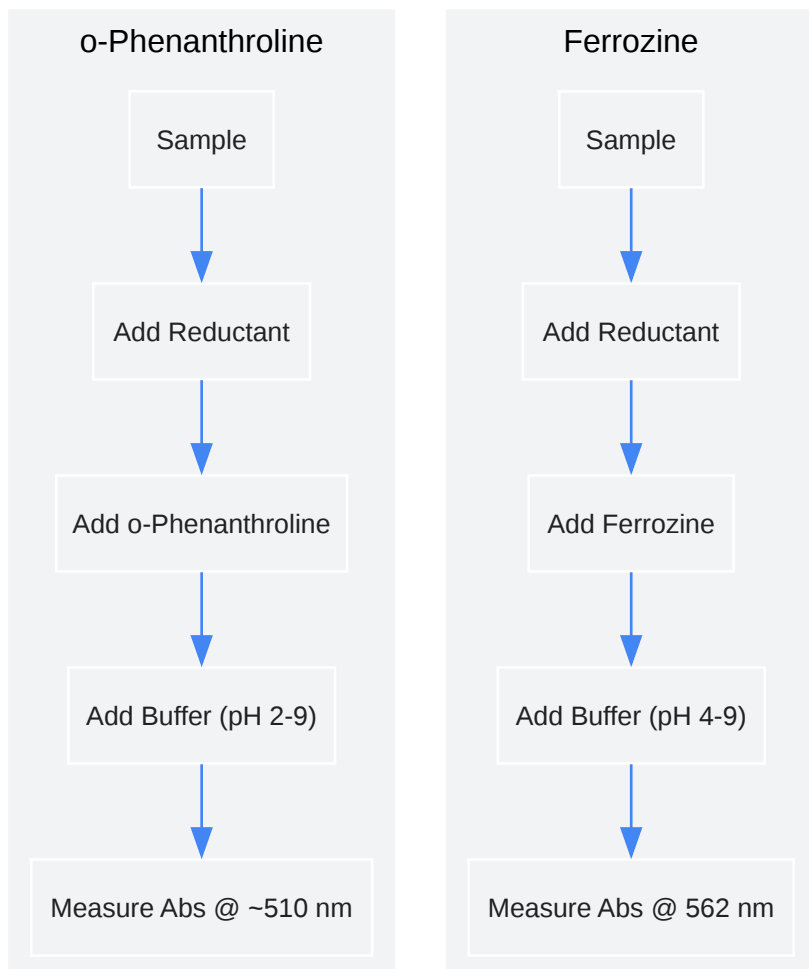 o-Phenanthroline
Sample
Add Reductant
Add o-Phenanthroline
Add Buffer (pH 2-9)
Measure Abs @ ~510 nm
Ferrozine
Sample
Add Reductant
Add Ferrozine
Add Buffer (pH 4-9)
Measure Abs @ 562 nm